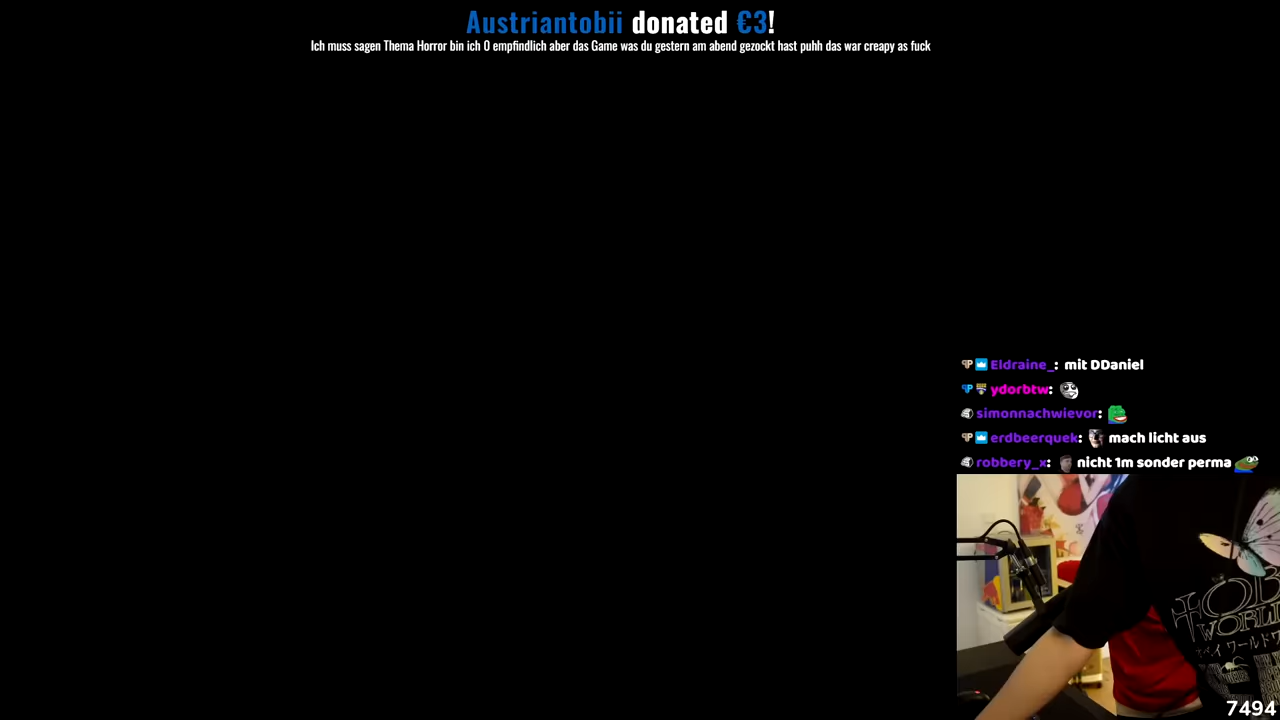 Austriantobii donated €3!
Ich muss sagen Thema Horror bin ich 0 empfindlich aber das Game was du gestern am abend gezockt hast puhh das war creapy as fuck
Eldraine_: mit DDaniel
ydorbtw:
simonnachwievor:
erdbeerquek: mach licht aus
robbery_x: nicht 1m sonder perma
WORLD
7494